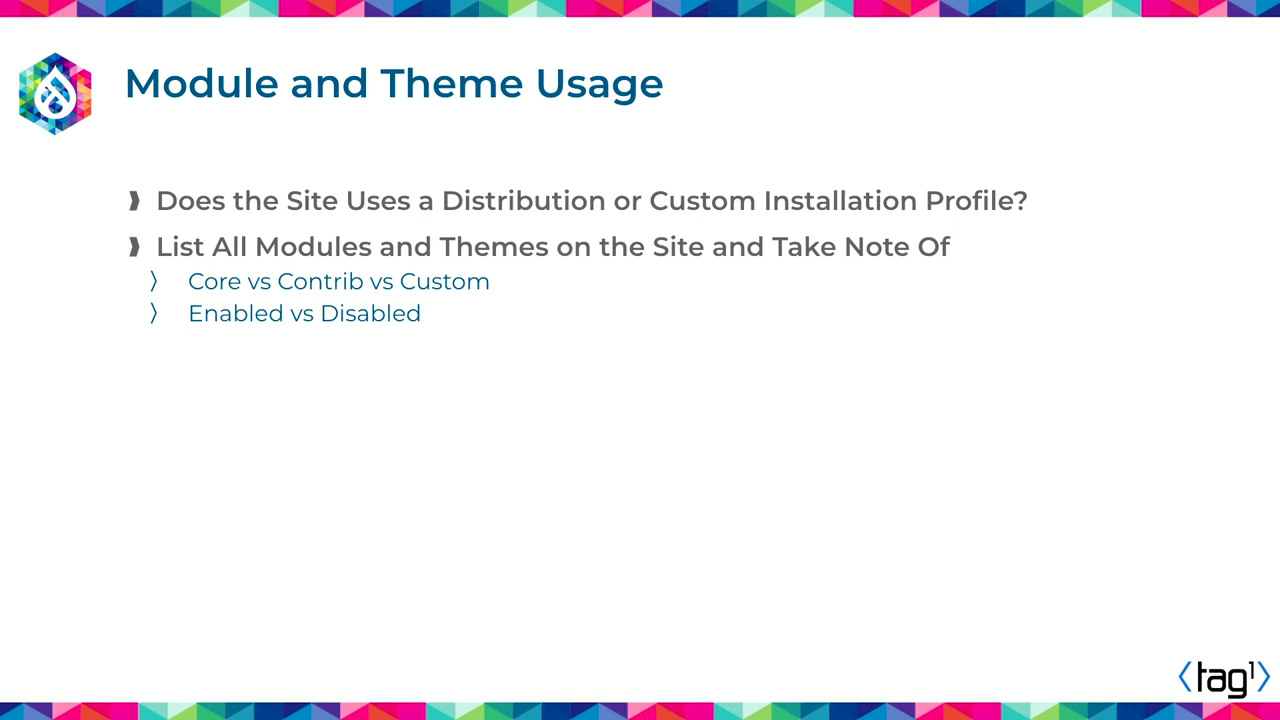 Module and Theme Usage
Does the Site Uses a Distribution or Custom Installation Profile?
List All Modules and Themes on the Site and Take Note Of
Core vs Contrib vs Custom
Enabled vs Disabled
tag1